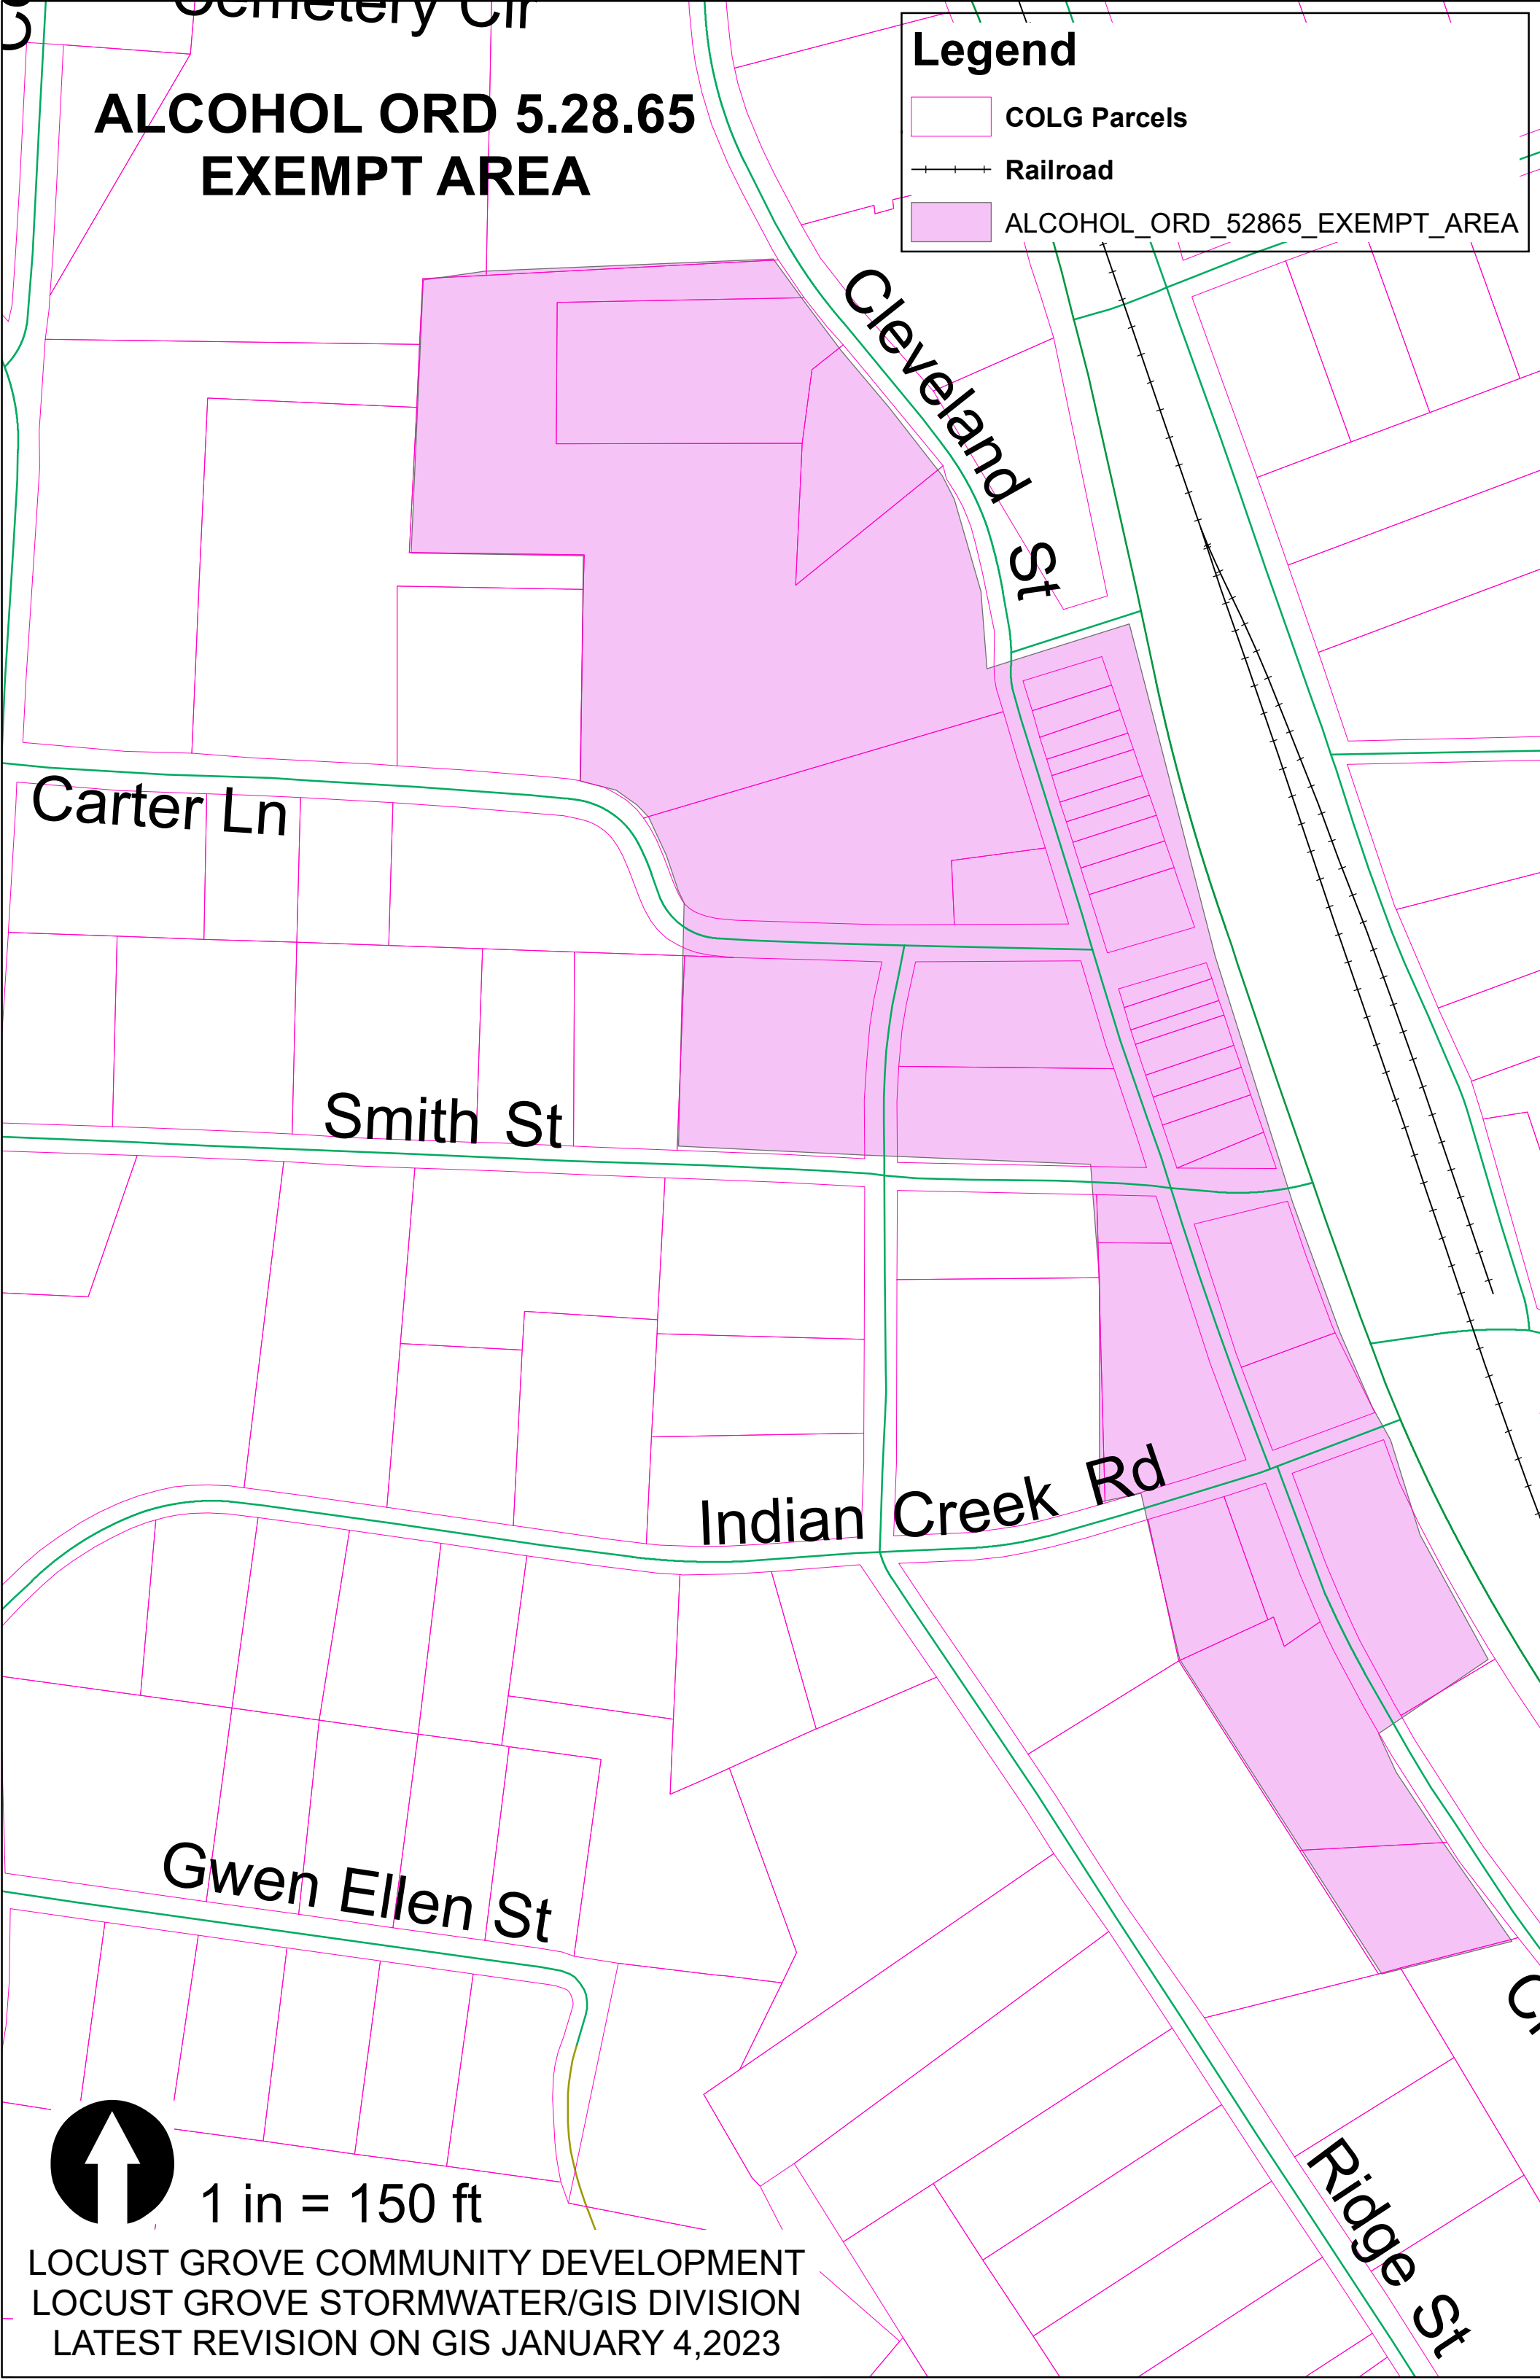 Cemetery Cir
ALCOHOL ORD 5.28.65
EXEMPT AREA
Legend
COLG Parcels
Railroad
ALCOHOL_ORD_52865_EXEMPT_AREA
Cleveland St
Carter Ln
Smith St
Indian Creek Rd
Gwen Ellen St
Ridge St
1 in = 150 ft
LOCUST GROVE COMMUNITY DEVELOPMENT
LOCUST GROVE STORMWATER/GIS DIVISION
LATEST REVISION ON GIS JANUARY 4,2023